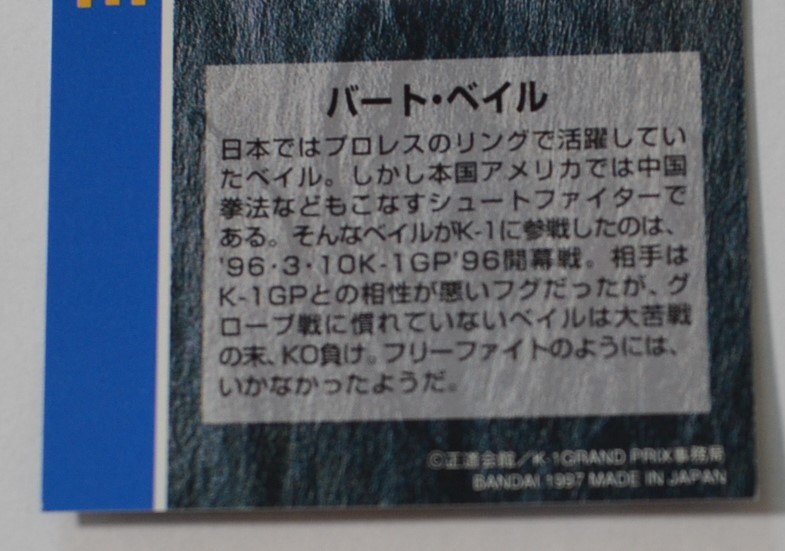 バート・ベイル
日本ではプロレスのリングで活躍してい
たベイル。しかし本国アメリカでは中国
拳法などもこなすシュートファイターで
ある。そんなベイルがK-1に参戦したのは、
'96・3・10K-1GP'96開幕戦。相手は
K-1GPとの相性が悪いフグだったが、グ
ローブ戦に慣れていないベイルは大苦戦
の末、KO負け。フリーファイトのようには、
いかなかったようだ。
©正道会館／K-1GRAND PRIX事務局
BANDAI 1997 MADE IN JAPAN